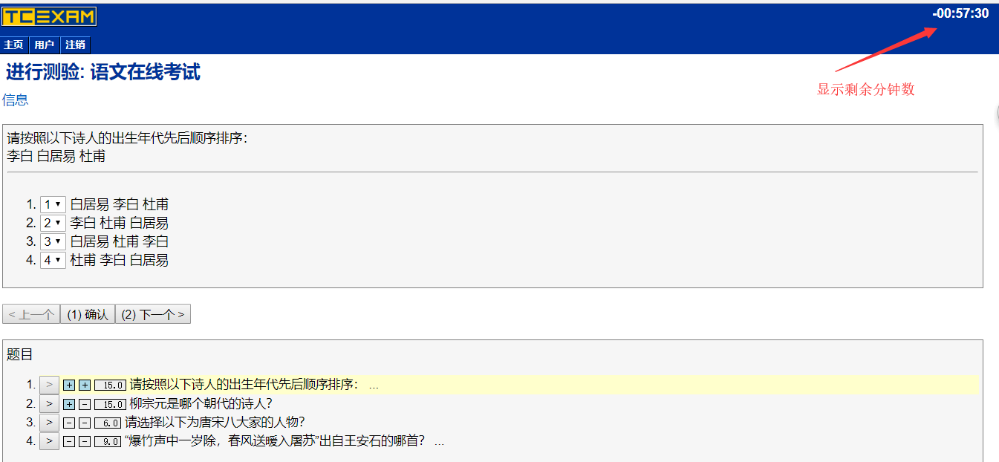 TCEXAM
-00:57:30
主页 用户 注销
进行测验: 语文在线考试
显示剩余分钟数
信息
请按照以下诗人的出生年代先后顺序排序：
李白 白居易 杜甫
1. 1 ▼ 白居易 李白 杜甫
2. 2 ▼ 李白 杜甫 白居易
3. 3 ▼ 白居易 杜甫 李白
4. 4 ▼ 杜甫 李白 白居易
< 上一个 (1) 确认 (2) 下一个 >
题目
1. > + + 15.0 请按照以下诗人的出生年代先后顺序排序： ...
2. > + − 15.0 柳宗元是哪个朝代的诗人？
3. > − − 6.0 请选择以下为唐宋八大家的人物？
4. > − − 9.0 “爆竹声中一岁除，春风送暖入屠苏”出自王安石的哪首？ ...